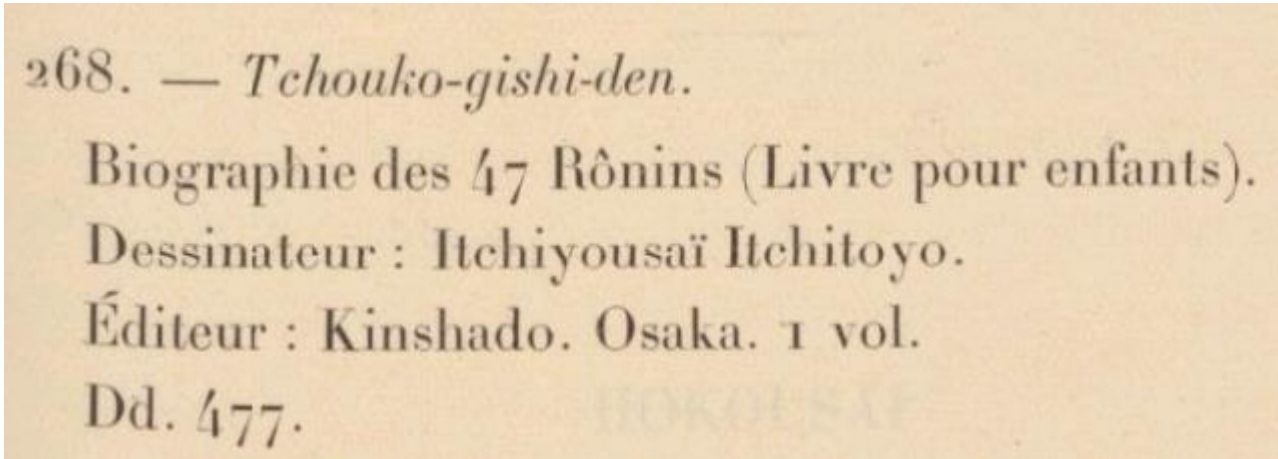 268. — Tchouko-gishi-den.
Biographie des 47 Rônins (Livre pour enfants).
Dessinateur : Itchiyousaï Itchitoyo.
Éditeur : Kinshado. Osaka. 1 vol.
Dd. 477.